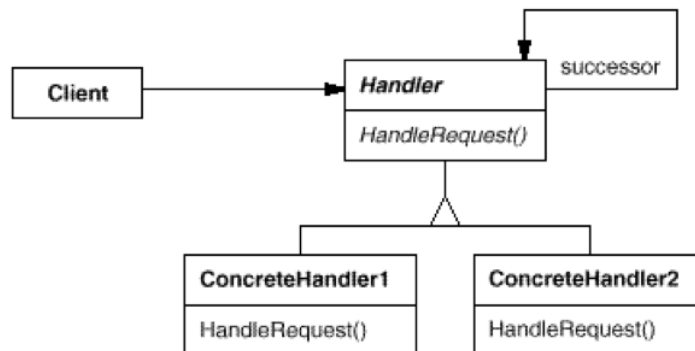 successor
Client
Handler
HandleRequest()
ConcreteHandler1
ConcreteHandler2
HandleRequest()
HandleRequest()